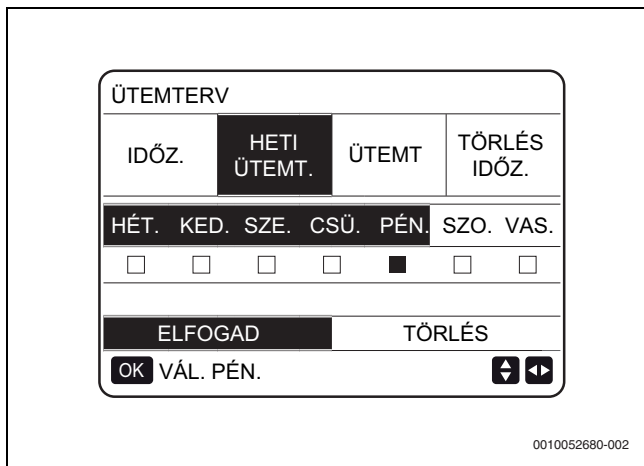 ÜTEMTERV
IDŐZ. HETI ÜTEMT. ÜTEMT TÖRLÉS IDŐZ.
HÉT. KED. SZE. CSÜ. PÉN. SZO. VAS.
ELFOGAD TÖRLÉS
OK VÁL. PÉN.
0010052680-002